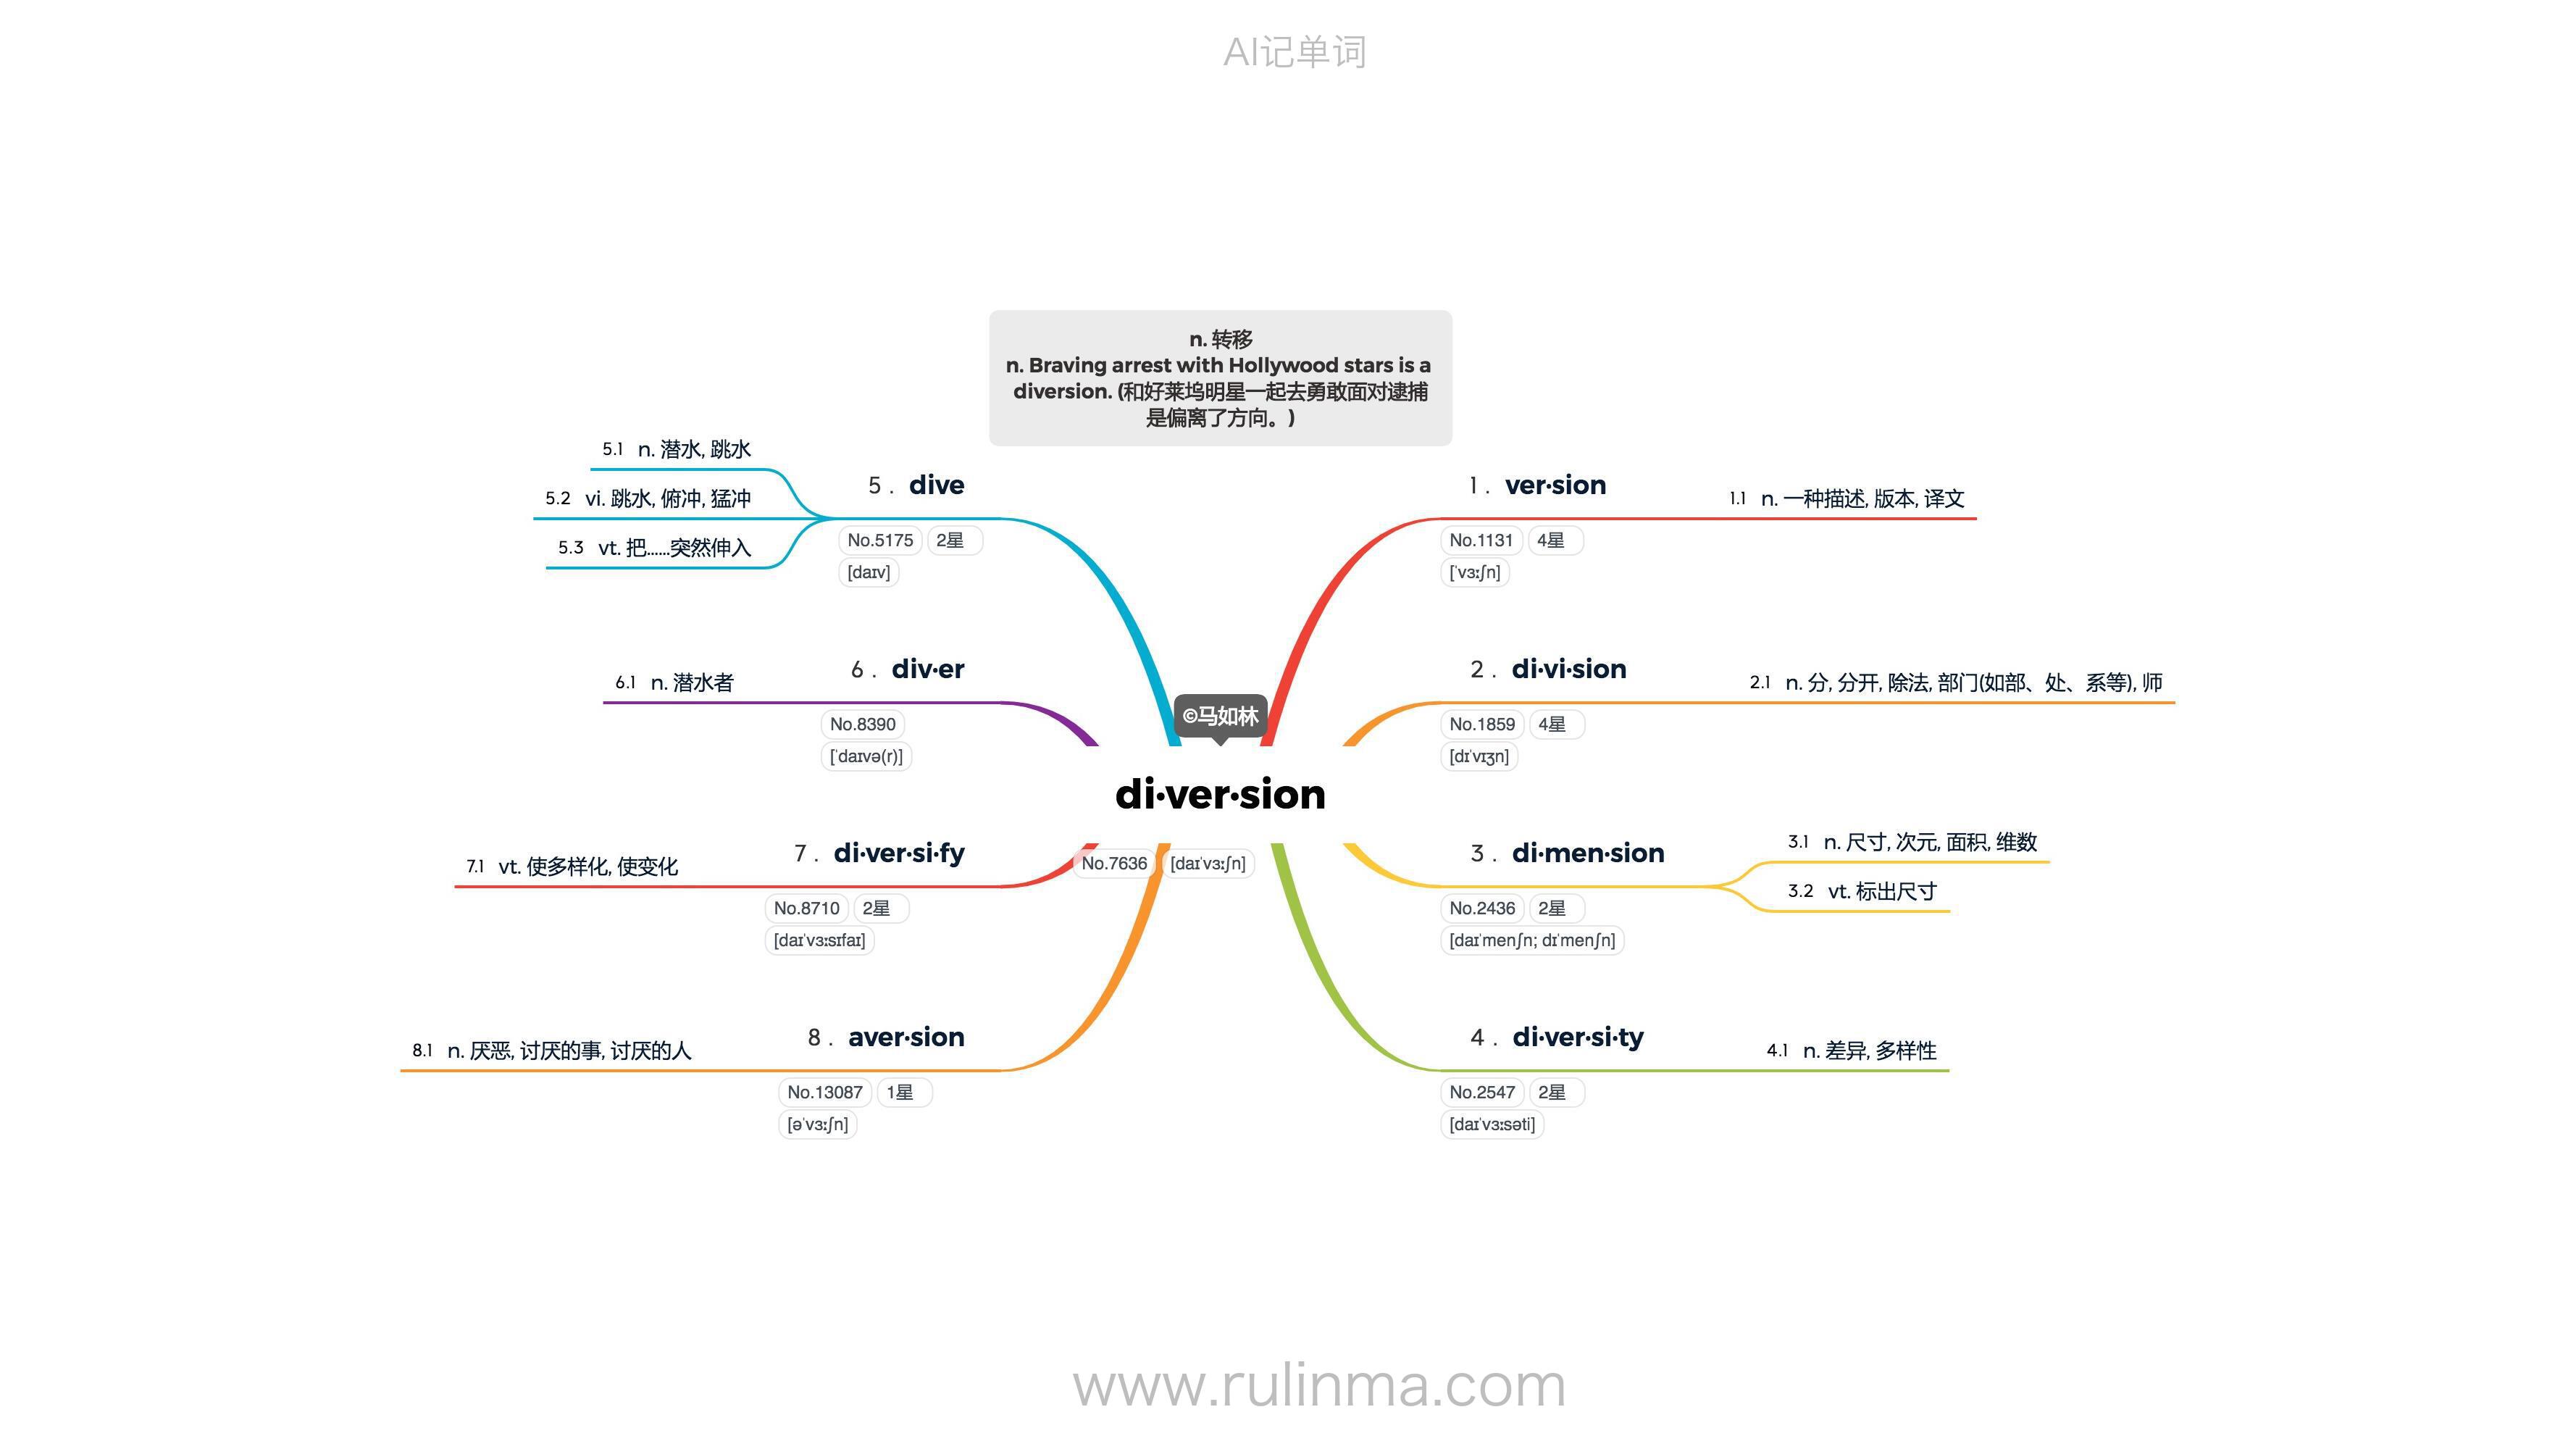 AI记单词
n. 转移
n. Braving arrest with Hollywood stars is a
diversion. (和好莱坞明星一起去勇敢面对逮捕
是偏离了方向。)
©马如林
di·ver·sion
No.7636 [daɪˈvɜːʃn]
1 . ver·sion
No.1131 4星
[ˈvɜːʃn]
1.1 n. 一种描述, 版本, 译文
2 . di·vi·sion
No.1859 4星
[dɪˈvɪʒn]
2.1 n. 分, 分开, 除法, 部门(如部、处、系等), 师
3 . di·men·sion
No.2436 2星
[daɪˈmenʃn; dɪˈmenʃn]
3.1 n. 尺寸, 次元, 面积, 维数
3.2 vt. 标出尺寸
4 . di·ver·si·ty
No.2547 2星
[daɪˈvɜːsəti]
4.1 n. 差异, 多样性
5 . dive
No.5175 2星
[daɪv]
5.1 n. 潜水, 跳水
5.2 vi. 跳水, 俯冲, 猛冲
5.3 vt. 把……突然伸入
6 . div·er
No.8390
[ˈdaɪvə(r)]
6.1 n. 潜水者
7 . di·ver·si·fy
No.8710 2星
[daɪˈvɜːsɪfaɪ]
7.1 vt. 使多样化, 使变化
8 . aver·sion
No.13087 1星
[əˈvɜːʃn]
8.1 n. 厌恶, 讨厌的事, 讨厌的人
www.rulinma.com